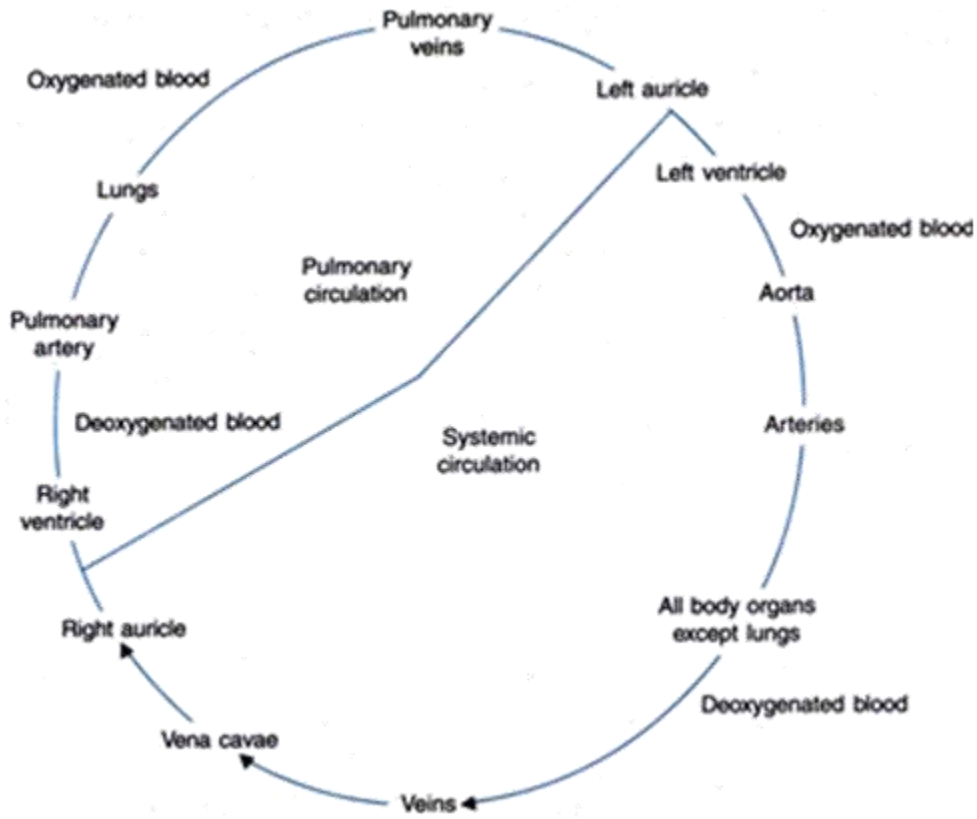 Pulmonary
veins
Oxygenated blood
Left auricle
Left ventricle
Lungs
Oxygenated blood
Pulmonary
circulation
Aorta
Pulmonary
artery
Deoxygenated blood
Arteries
Systemic
circulation
Right
ventricle
All body organs
except lungs
Right auricle
Deoxygenated blood
Vena cavae
Veins